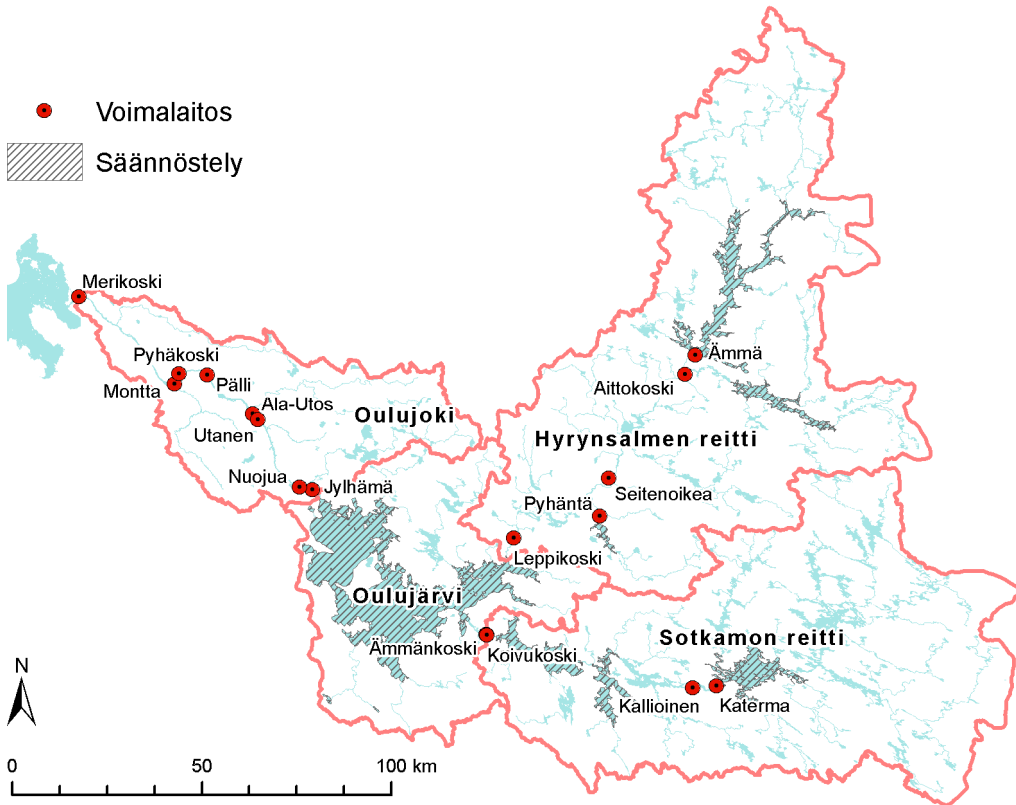 Voimalaitos
Säännöstely
Merikoski
Pyhäkoski
Montta
Pälli
Ala-Utos
Utanen
Oulujoki
Nuojua
Jylhämä
Ämmä
Aittokoski
Hyrynsalmen reitti
Seitenoikea
Pyhäntä
Leppikoski
Oulujärvi
Ämmänkoski
Koivukoski
Sotkamon reitti
Kallioinen
Katerma
N
0 50 100 km